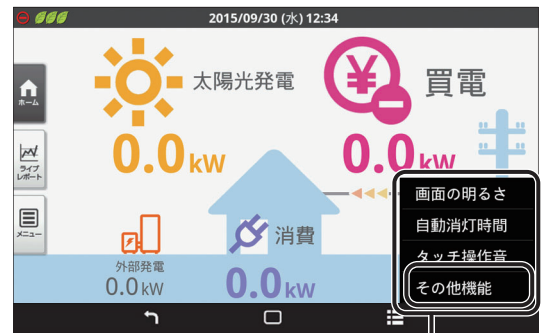 2015/09/30 (水) 12:34
太陽光発電
¥
買電
ホーム
0.0kW
0.0kW
ライブ
レポート
画面の明るさ
自動消灯時間
メニュー
消費
タッチ操作音
外部発電
0.0kW
0.0kW
その他機能